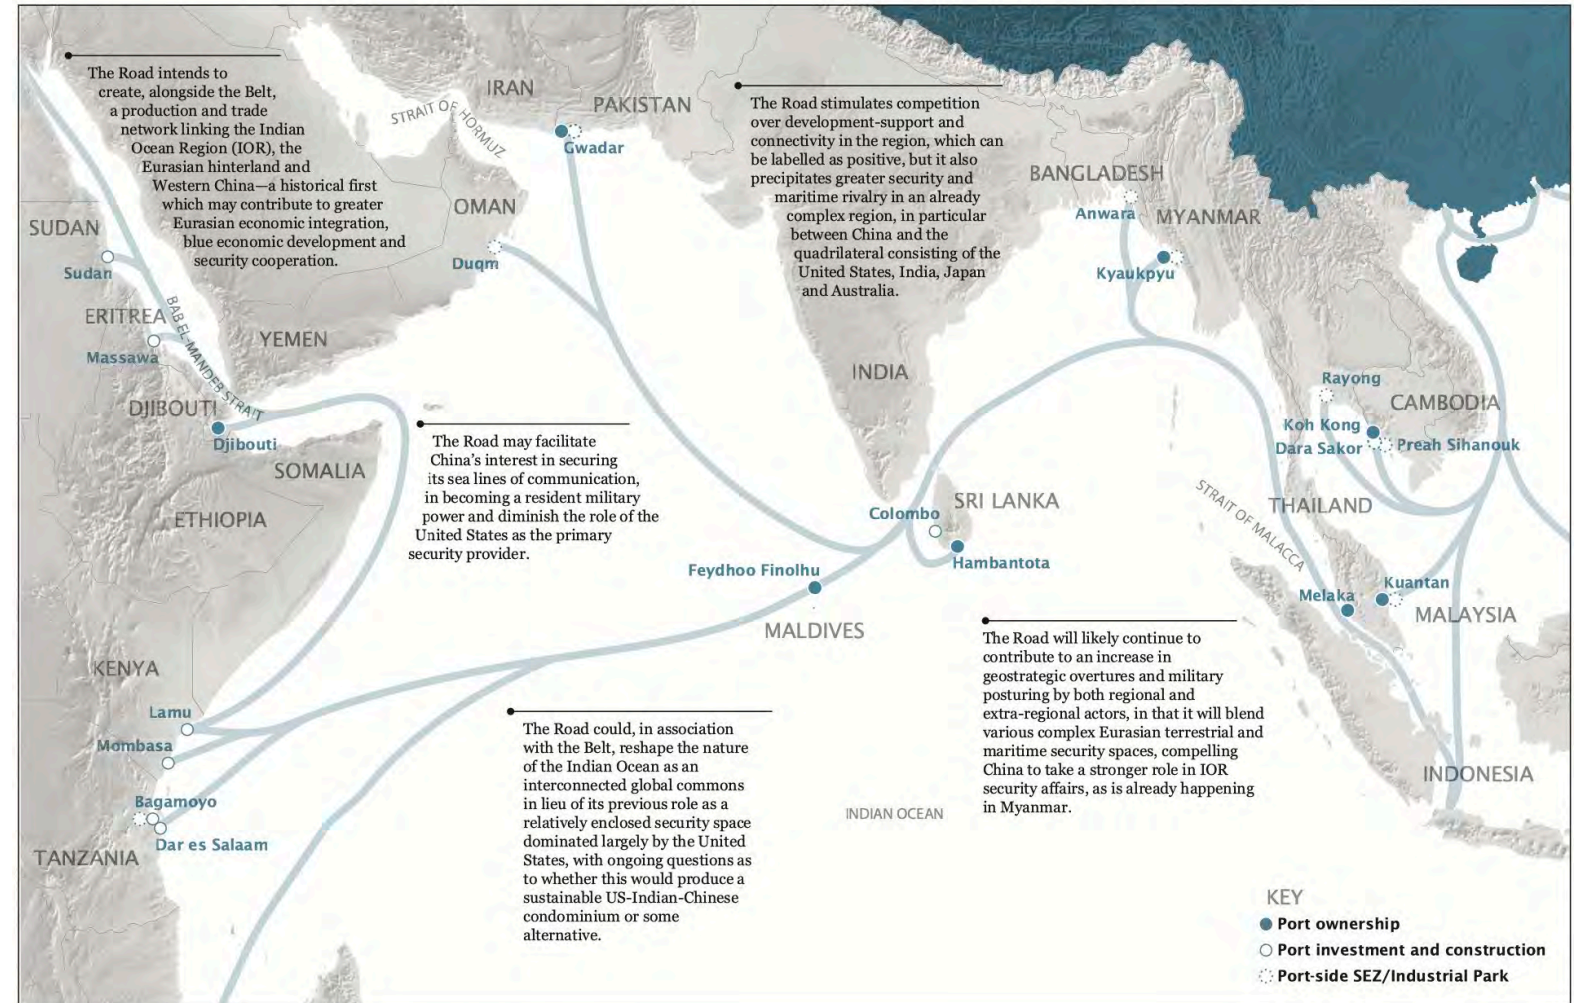 The Road intends to
create, alongside the Belt,
a production and trade
network linking the Indian
Ocean Region (IOR), the
Eurasian hinterland and
Western China—a historical first
which may contribute to greater
Eurasian economic integration,
blue economic development and
security cooperation.
IRAN
PAKISTAN
STRAIT OF HORMUZ
Gwadar
The Road stimulates competition
over development-support and
connectivity in the region, which can
be labelled as positive, but it also
precipitates greater security and
maritime rivalry in an already
complex region, in particular
between China and the
quadrilateral consisting of the
United States, India, Japan
and Australia.
BANGLADESH
Anwara
MYANMAR
Kyaukpyu
OMAN
Duqm
SUDAN
Sudan
ERITREA
Massawa
BAB EL-MANDEB STRAIT
YEMEN
DJIBOUTI
Djibouti
SOMALIA
ETHIOPIA
INDIA
Rayong
CAMBODIA
Koh Kong
Dara Sakor
Preah Sihanouk
The Road may facilitate
China's interest in securing
its sea lines of communication,
in becoming a resident military
power and diminish the role of the
United States as the primary
security provider.
SRI LANKA
Colombo
Hambantota
THAILAND
STRAIT OF MALACCA
Feydhoo Finolhu
MALDIVES
Melaka
Kuantan
MALAYSIA
The Road will likely continue to
contribute to an increase in
geostrategic overtures and military
posturing by both regional and
extra-regional actors, in that it will blend
various complex Eurasian terrestrial and
maritime security spaces, compelling
China to take a stronger role in IOR
security affairs, as is already happening
in Myanmar.
KENYA
Lamu
Mombasa
Bagamoyo
Dar es Salaam
TANZANIA
The Road could, in association
with the Belt, reshape the nature
of the Indian Ocean as an
interconnected global commons
in lieu of its previous role as a
relatively enclosed security space
dominated largely by the United
States, with ongoing questions as
to whether this would produce a
sustainable US-Indian-Chinese
condominium or some
alternative.
INDIAN OCEAN
INDONESIA
KEY
Port ownership
Port investment and construction
Port-side SEZ/Industrial Park